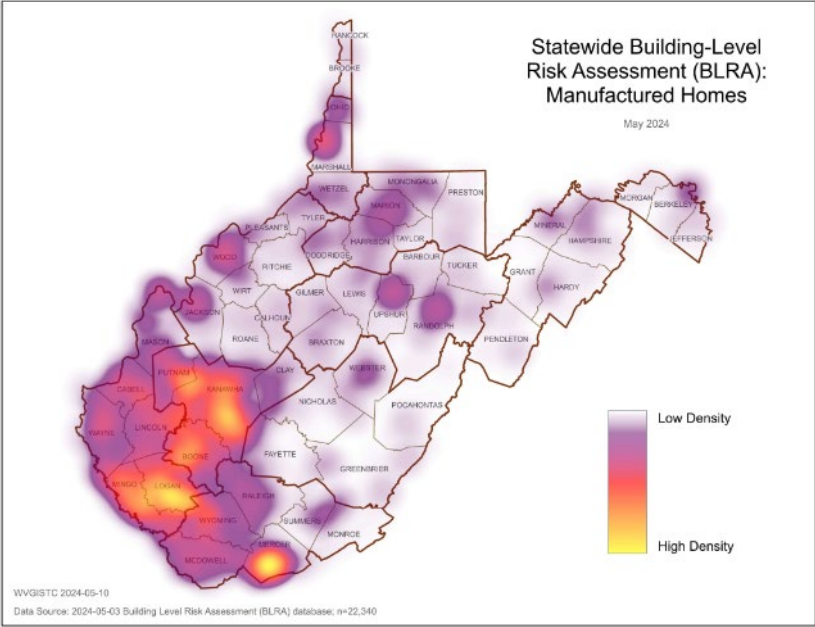 Statewide Building-Level
Risk Assessment (BLRA):
Manufactured Homes
May 2024
HANCOCK
BROOKE
OHIO
MARSHALL
WETZEL
MONONGALIA
PRESTON
MARION
TYLER
PLEASANTS
HARRISON
TAYLOR
DODDRIDGE
WOOD
RITCHIE
BARBOUR
TUCKER
MORGAN
BERKELEY
JEFFERSON
MINERAL
HAMPSHIRE
GRANT
HARDY
WIRT
GILMER
LEWIS
UPSHUR
RANDOLPH
JACKSON
CALHOUN
ROANE
BRAXTON
PENDLETON
MASON
PUTNAM
CLAY
WEBSTER
CABELL
KANAWHA
NICHOLAS
POCAHONTAS
WAYNE
LINCOLN
BOONE
FAYETTE
GREENBRIER
MINGO
LOGAN
RALEIGH
WYOMING
SUMMERS
MONROE
MERCER
MCDOWELL
Low Density
High Density
WVGISTC 2024-05-10
Data Source: 2024-05-03 Building Level Risk Assessment (BLRA) database; n=22,340